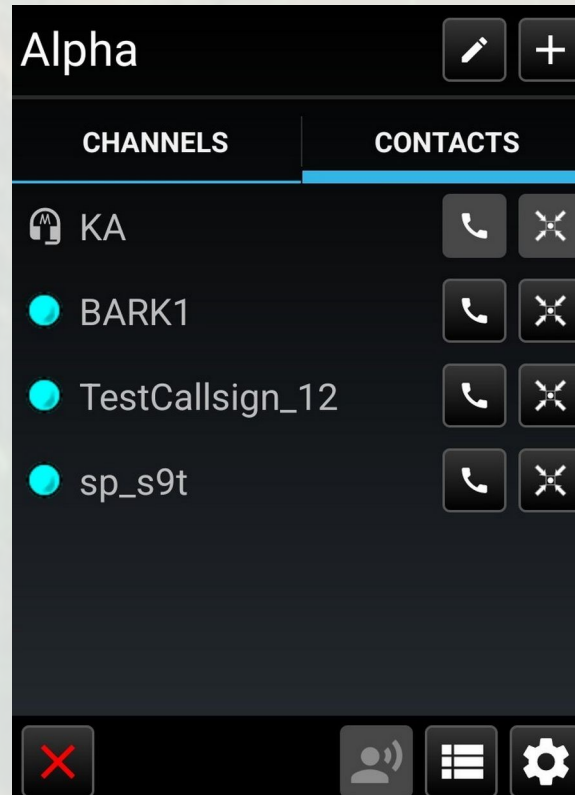 Alpha
CHANNELS CONTACTS
M KA
BARK1
TestCallsign_12
sp_s9t